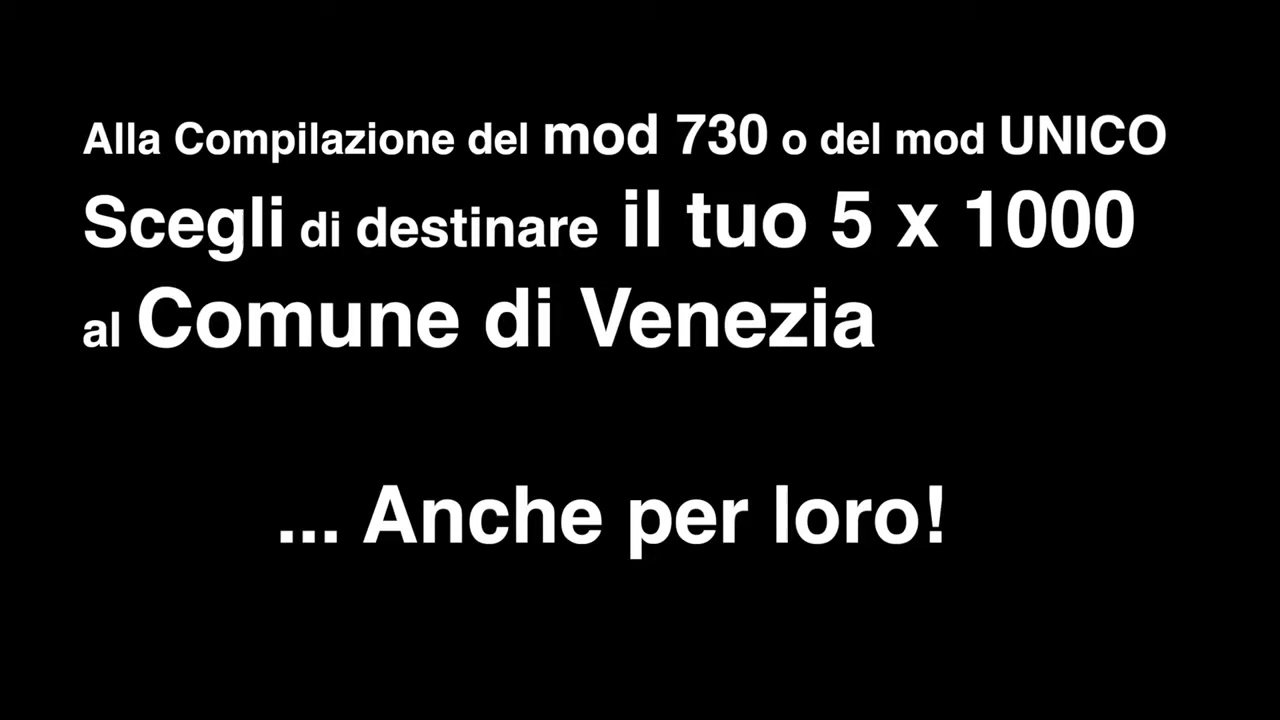 Alla Compilazione del mod 730 o del mod UNICO
Scegli di destinare il tuo 5 x 1000
al Comune di Venezia
... Anche per loro!